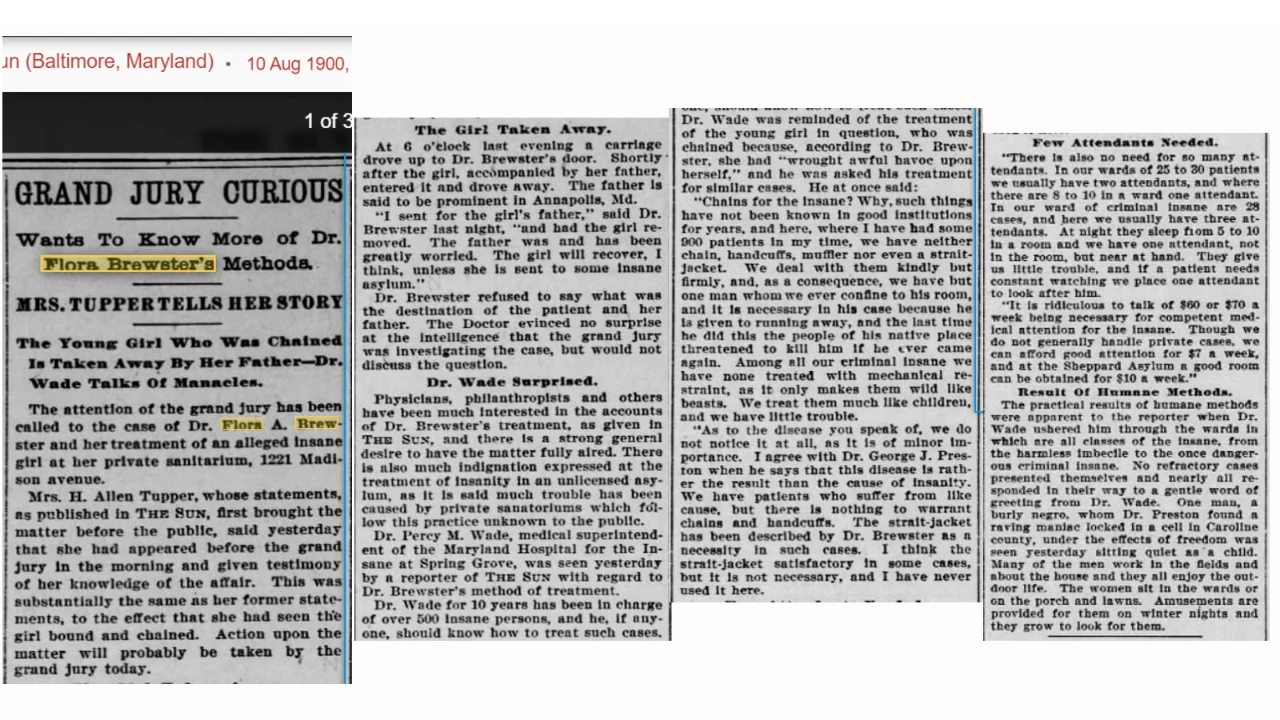 un (Baltimore, Maryland) • 10 Aug 1900,
1 of 3
GRAND JURY CURIOUS
Wants To Know More of Dr.
Flora Brewster's Methods.
MRS. TUPPER TELLS HER STORY
The Young Girl Who Was Chained
Is Taken Away By Her Father—Dr.
Wade Talks Of Manacles.
The attention of the grand jury has been
called to the case of Dr. Flora A. Brew-
ster and her treatment of an alleged insane
girl at her private sanitarium, 1221 Madi-
son avenue.
Mrs. H. Allen Tupper, whose statements,
as published in THE SUN, first brought the
matter before the public, said yesterday
that she had appeared before the grand
jury in the morning and given testimony
of her knowledge of the affair. This was
substantially the same as her former state-
ments, to the effect that she had seen the
girl bound and chained. Action upon the
matter will probably be taken by the
grand jury today.
The Girl Taken Away.
At 6 o'clock last evening a carriage
drove up to Dr. Brewster's door. Shortly
after the girl, accompanied by her father,
entered it and drove away. The father is
said to be prominent in Annapolis, Md.
"I sent for the girl's father," said Dr.
Brewster last night, "and had the girl re-
moved. The father was and has been
greatly worried. The girl will recover, I
think, unless she is sent to some insane
asylum."
Dr. Brewster refused to say what was
the destination of the patient and her
father. The Doctor evinced no surprise
at the intelligence that the grand jury
was investigating the case, but would not
discuss the question.
Dr. Wade Surprised.
Physicians, philanthropists and others
have been much interested in the accounts
of Dr. Brewster's treatment, as given in
THE SUN, and there is a strong general
desire to have the matter fully aired. There
is also much indignation expressed at the
treatment of insanity in an unlicensed asy-
lum, as it is said much trouble has been
caused by private sanatoriums which fol-
low this practice unknown to the public.
Dr. Percy M. Wade, medical superintend-
ent of the Maryland Hospital for the In-
sane at Spring Grove, was seen yesterday
by a reporter of THE SUN with regard to
Dr. Brewster's method of treatment.
Dr. Wade for 10 years has been in charge
of over 500 insane persons, and he, if any-
one, should know how to treat such cases.
one, should know how to treat such cases.
Dr. Wade was reminded of the treatment
of the young girl in question, who was
chained because, according to Dr. Brew-
ster, she had "wrought awful havoc upon
herself," and he was asked his treatment
for similar cases. He at once said:
"Chains for the insane? Why, such things
have not been known in good institutions
for years, and here, where I have had some
900 patients in my time, we have neither
chain, handcuffs, muffler nor even a strait-
jacket. We deal with them kindly but
firmly, and, as a consequence, we have but
one man whom we ever confine to his room,
and it is necessary in his case because he
is given to running away, and the last time
he did this the people of his native place
threatened to kill him if he ever came
again. Among all our criminal insane we
have none treated with mechanical re-
straint, as it only makes them wild like
beasts. We treat them much like children,
and we have little trouble.
"As to the disease you speak of, we do
not notice it at all, as it is of minor im-
portance. I agree with Dr. George J. Pres-
ton when he says that this disease is rath-
er the result than the cause of insanity.
We have patients who suffer from like
cause, but there is nothing to warrant
chains and handcuffs. The strait-jacket
has been described by Dr. Brewster as a
necessity in such cases. I think the
strait-jacket satisfactory in some cases,
but it is not necessary, and I have never
used it here.
Few Attendants Needed.
"There is also no need for so many at-
tendants. In our wards of 25 to 30 patients
we usually have two attendants, and where
there are 8 to 10 in a ward one attendant.
In our ward of criminal insane are 28
cases, and here we usually have three at-
tendants. At night they sleep from 5 to 10
in a room and we have one attendant, not
in the room, but near at hand. They give
us little trouble, and if a patient needs
constant watching we place one attendant
to look after him.
"It is ridiculous to talk of $60 or $70 a
week being necessary for competent med-
ical attention for the insane. Though we
do not generally handle private cases, we
can afford good attention for $7 a week,
and at the Sheppard Asylum a good room
can be obtained for $10 a week."
Result Of Humane Methods.
The practical results of humane methods
were apparent to the reporter when Dr.
Wade ushered him through the wards in
which are all classes of the insane, from
the harmless imbecile to the once danger-
ous criminal insane. No refractory cases
presented themselves and nearly all re-
sponded in their way to a gentle word of
greeting from Dr. Wade. One man, a
burly negro, whom Dr. Preston found a
raving maniac locked in a cell in Caroline
county, under the effects of freedom was
seen yesterday sitting quiet as a child.
Many of the men work in the fields and
about the house and they all enjoy the out-
door life. The women sit in the wards or
on the porch and lawns. Amusements are
provided for them on winter nights and
they grow to look for them.